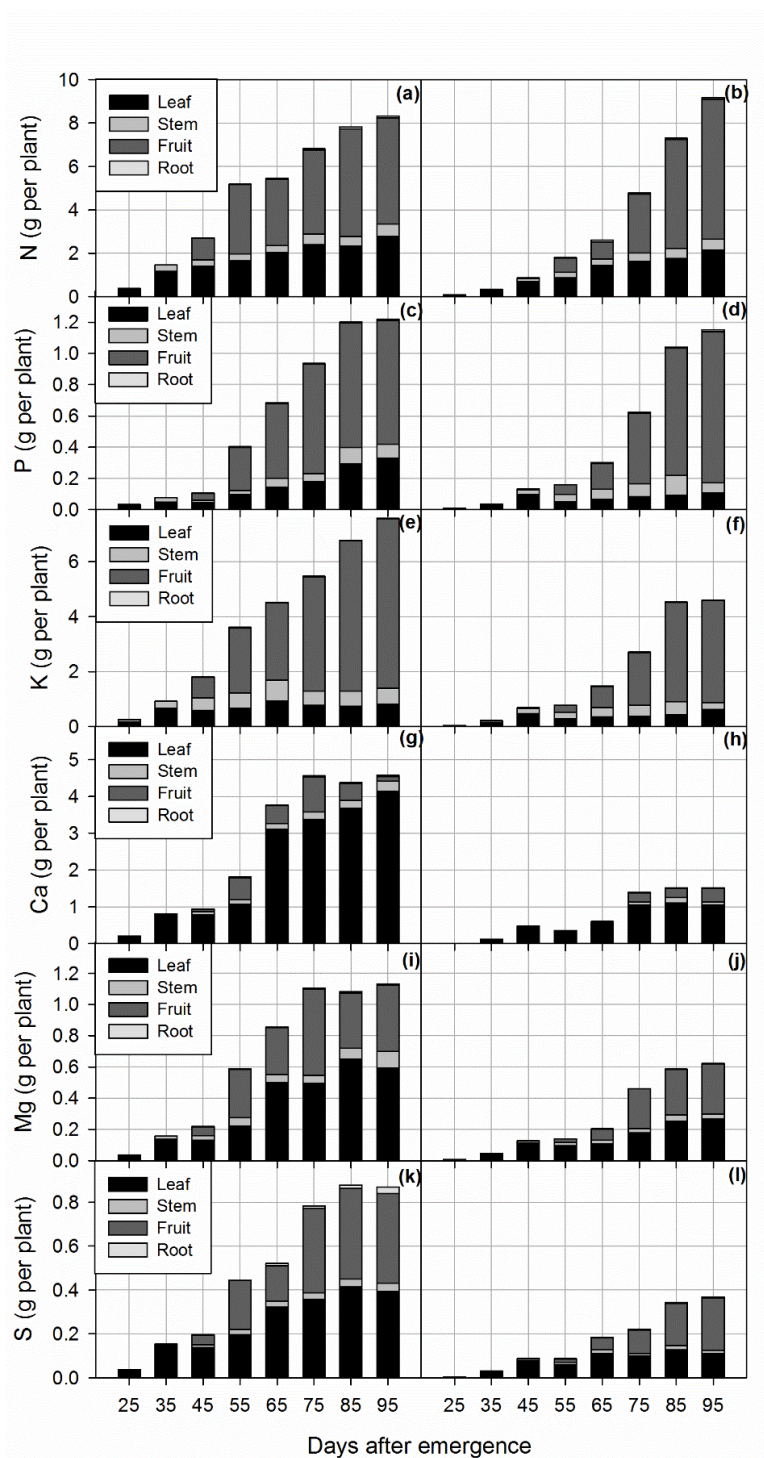 N (g per plant)
10
8
6
4
2
0
Leaf
Stem
Fruit
Root
(a)
(b)
P (g per plant)
1.2
1.0
0.8
0.6
0.4
0.2
0.0
Leaf
Stem
Fruit
Root
(c)
(d)
K (g per plant)
6
4
2
0
Leaf
Stem
Fruit
Root
(e)
(f)
Ca (g per plant)
5
4
3
2
1
0
Leaf
Stem
Fruit
Root
(g)
(h)
Mg (g per plant)
1.2
1.0
0.8
0.6
0.4
0.2
0.0
Leaf
Stem
Fruit
Root
(i)
(j)
S (g per plant)
0.8
0.6
0.4
0.2
0.0
Leaf
Stem
Fruit
Root
(k)
(l)
25 35 45 55 65 75 85 95 25 35 45 55 65 75 85 95
Days after emergence